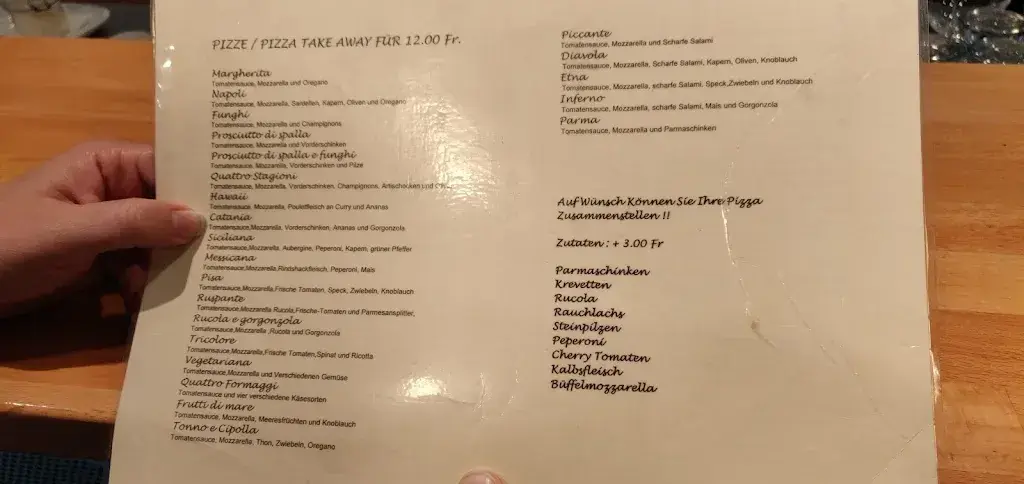 PIZZE / PIZZA TAKE AWAY FÜR 12.00 Fr.
Margherita
Tomatensauce, Mozzarella und Oregano
Napoli
Tomatensauce, Mozzarella, Sardellen, Kapern, Oliven und Oregano
Funghi
Tomatensauce, Mozzarella und Champignons
Prosciutto di spalla
Tomatensauce, Mozzarella und Vorderschinken
Prosciutto di spalla e funghi
Tomatensauce, Mozzarella, Vorderschinken und Pilze
Quattro Stagioni
Tomatensauce, Mozzarella, Vorderschinken, Champignons, Artischocken und
Hawaii
Tomatensauce, Mozzarella, Pouletfleisch an Curry und Ananas
Catania
Tomatensauce,Mozzarella, Vorderschinken, Ananas und Gorgonzola
Siciliana
Tomatensauce,Mozzarella, Aubergine, Peperoni, Kapern, grüner Pfeffer
Messicana
Tomatensauce,Mozzarella,Rindshackfleisch, Peperoni, Mais
Pisa
Tomatensauce,Mozzarella,Frische Tomaten, Speck, Zwiebeln, Knoblauch
Ruspante
Tomatensauce,Mozzarella Rucola,Frische-Tomaten und Parmesansplitter,
Rucola e gorgonzola
Tomatensauce,Mozzarella ,Rucola und Gorgonzola
Tricolore
Tomatensauce,Mozzarella,Frische Tomaten,Spinat und Ricotta
Vegetariana
Tomatensauce,Mozzarella und Verschiedenen Gemüse
Quattro Formaggi
Tomatensauce und vier verschiedene Käsesorten
Frutti di mare
Tomatensauce, Mozzarella, Meeresfrüchten und Knoblauch
Tonno e Cipolla
Tomatensauce, Mozzarella, Thon, Zwiebeln, Oregano
Piccante
Tomatensauce, Mozzarella und Scharfe Salami
Diavola
Tomatensauce, Mozzarella, Scharfe Salami, Kapern, Oliven, Knoblauch
Etna
Tomatensauce, Mozzarella, scharfe Salami, Speck,Zwiebeln und Knoblauch
Inferno
Tomatensauce, Mozzarella, scharfe Salami, Mais und Gorgonzola
Parma
Tomatensauce, Mozzarella und Parmaschinken
Auf Wünsch Können Sie Ihre Pizza
Zusammenstellen !!
Zutaten : + 3.00 Fr
Parmaschinken
Krevetten
Rucola
Rauchlachs
Steinpilzen
Peperoni
Cherry Tomaten
Kalbsfleisch
Büffelmozzarella